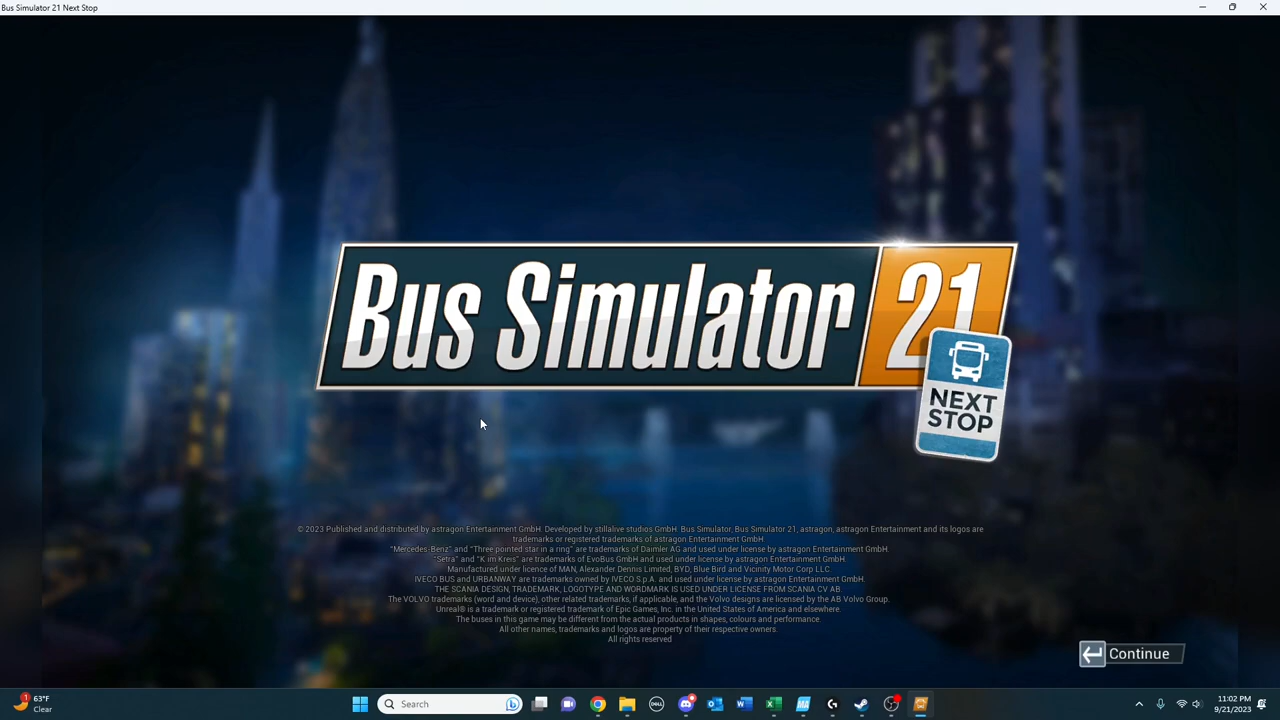 Bus Simulator 21 Next Stop
Bus Simulator 21
NEXT
STOP
© 2023 Published and distributed by astragon Entertainment GmbH. Developed by stillalive studios GmbH. Bus Simulator, Bus Simulator 21, astragon, astragon Entertainment and its logos are
trademarks or registered trademarks of astragon Entertainment GmbH.
"Mercedes-Benz" and "Three pointed star in a ring" are trademarks of Daimler AG and used under license by astragon Entertainment GmbH.
"Setra" and "K im Kreis" are trademarks of EvoBus GmbH and used under license by astragon Entertainment GmbH.
Manufactured under licence of MAN, Alexander Dennis Limited, BYD, Blue Bird and Vicinity Motor Corp LLC.
IVECO BUS and URBANWAY are trademarks owned by IVECO S.p.A. and used under license by astragon Entertainment GmbH.
THE SCANIA DESIGN, TRADEMARK, LOGOTYPE AND WORDMARK IS USED UNDER LICENSE FROM SCANIA CV AB.
The VOLVO trademarks (word and device), other related trademarks, if applicable, and the Volvo designs are licensed by the AB Volvo Group.
Unreal® is a trademark or registered trademark of Epic Games, Inc. in the United States of America and elsewhere.
The buses in this game may be different from the actual products in shapes, colours and performance.
All other names, trademarks and logos are property of their respective owners.
All rights reserved
Continue
1
63°F
Clear
Search
DELL
11:02 PM
9/21/2023